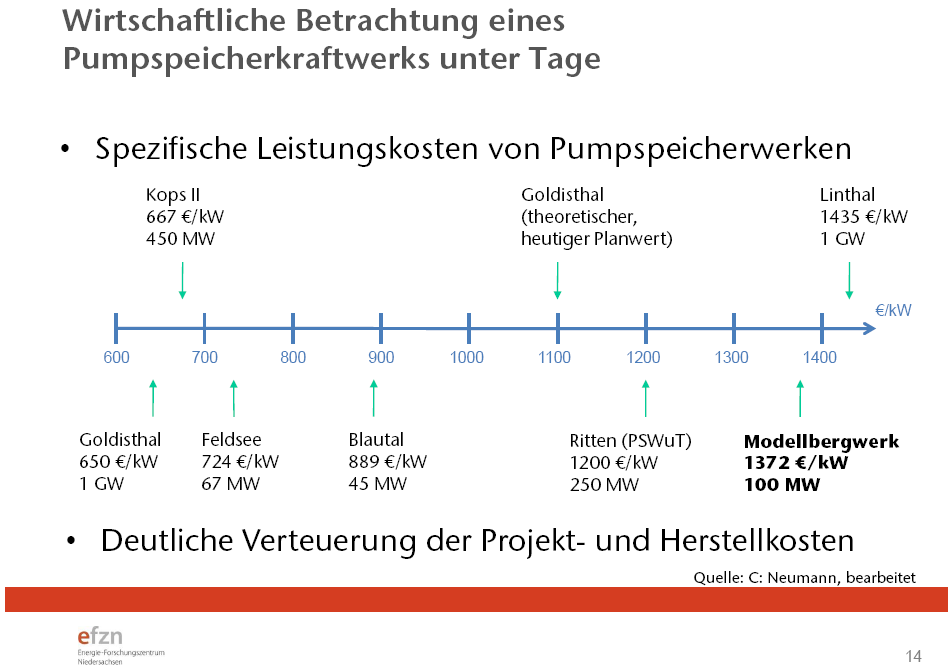 Wirtschaftliche Betrachtung eines
Pumpspeicherkraftwerks unter Tage
• Spezifische Leistungskosten von Pumpspeicherwerken
Kops II
667 €/kW
450 MW
Goldisthal
(theoretischer,
heutiger Planwert)
Linthal
1435 €/kW
1 GW
€/kW
600 700 800 900 1000 1100 1200 1300 1400
Goldisthal
650 €/kW
1 GW
Feldsee
724 €/kW
67 MW
Blautal
889 €/kW
45 MW
Ritten (PSWuT)
1200 €/kW
250 MW
Modellbergwerk
1372 €/kW
100 MW
• Deutliche Verteuerung der Projekt- und Herstellkosten
Quelle: C: Neumann, bearbeitet
efzn
Energie-Forschungszentrum
Niedersachsen
14